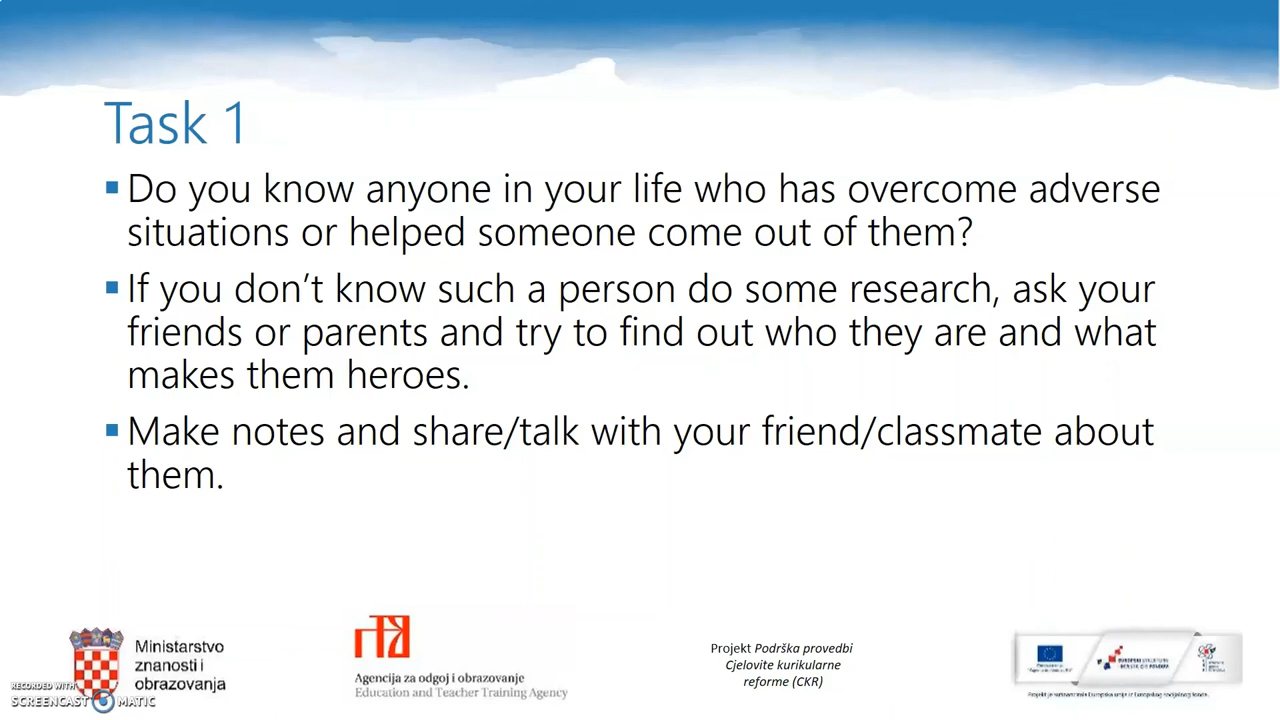 Task 1
Do you know anyone in your life who has overcome adverse
situations or helped someone come out of them?
If you don't know such a person do some research, ask your
friends or parents and try to find out who they are and what
makes them heroes.
Make notes and share/talk with your friend/classmate about
them.
Ministarstvo
znanosti i
obrazovanja
RECORDED WITH
SCREENCAST MATIC
Agencija za odgoj i obrazovanje
Education and Teacher Training Agency
Projekt Podrška provedbi
Cjelovite kurikularne
reforme (CKR)